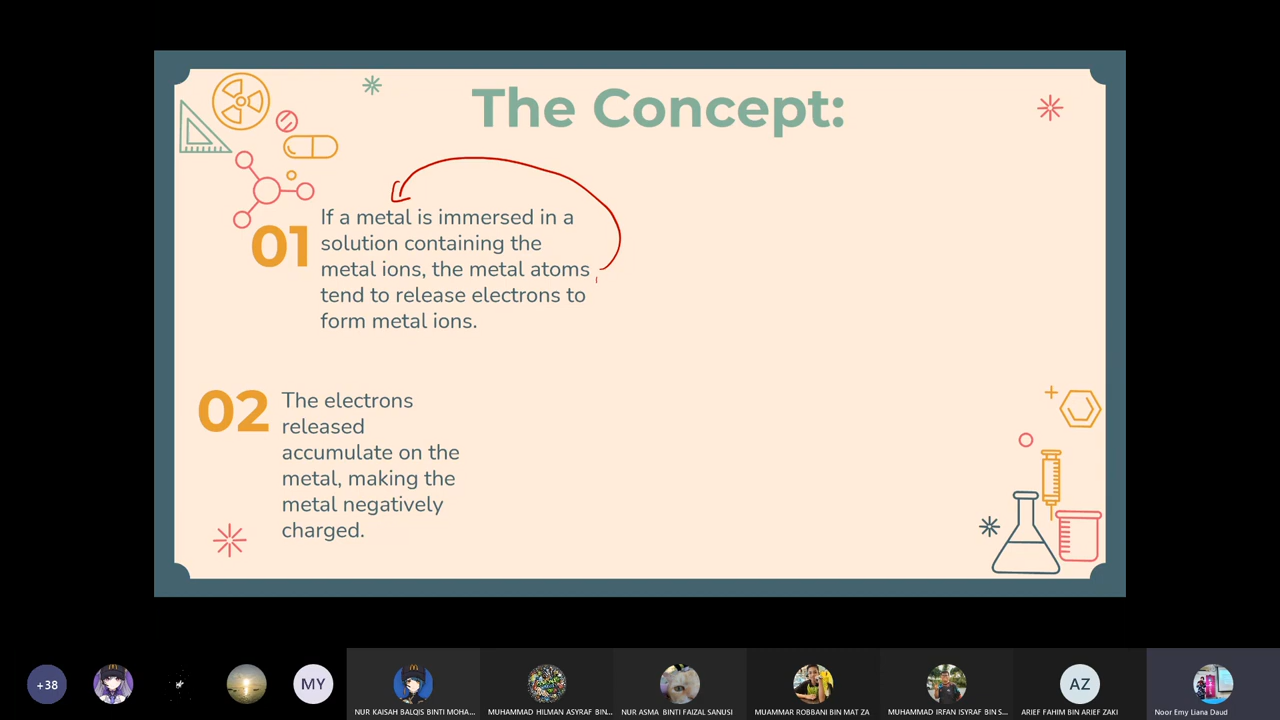 The Concept:
01
If a metal is immersed in a
solution containing the
metal ions, the metal atoms
tend to release electrons to
form metal ions.
02
The electrons
released
accumulate on the
metal, making the
metal negatively
charged.
+38
MY
NUR KAISAH BALQIS BINTI MOHA...
MUHAMMAD HILMAN ASYRAF BIN...
NUR ASMA BINTI FAIZAL SANUSI
MUAMMAR ROBBANI BIN MAT ZA
MUHAMMAD IRFAN ISYRAF BIN S...
AZ
ARIEF FAHIM BIN ARIEF ZAKI
Noor Emy Liana Daud